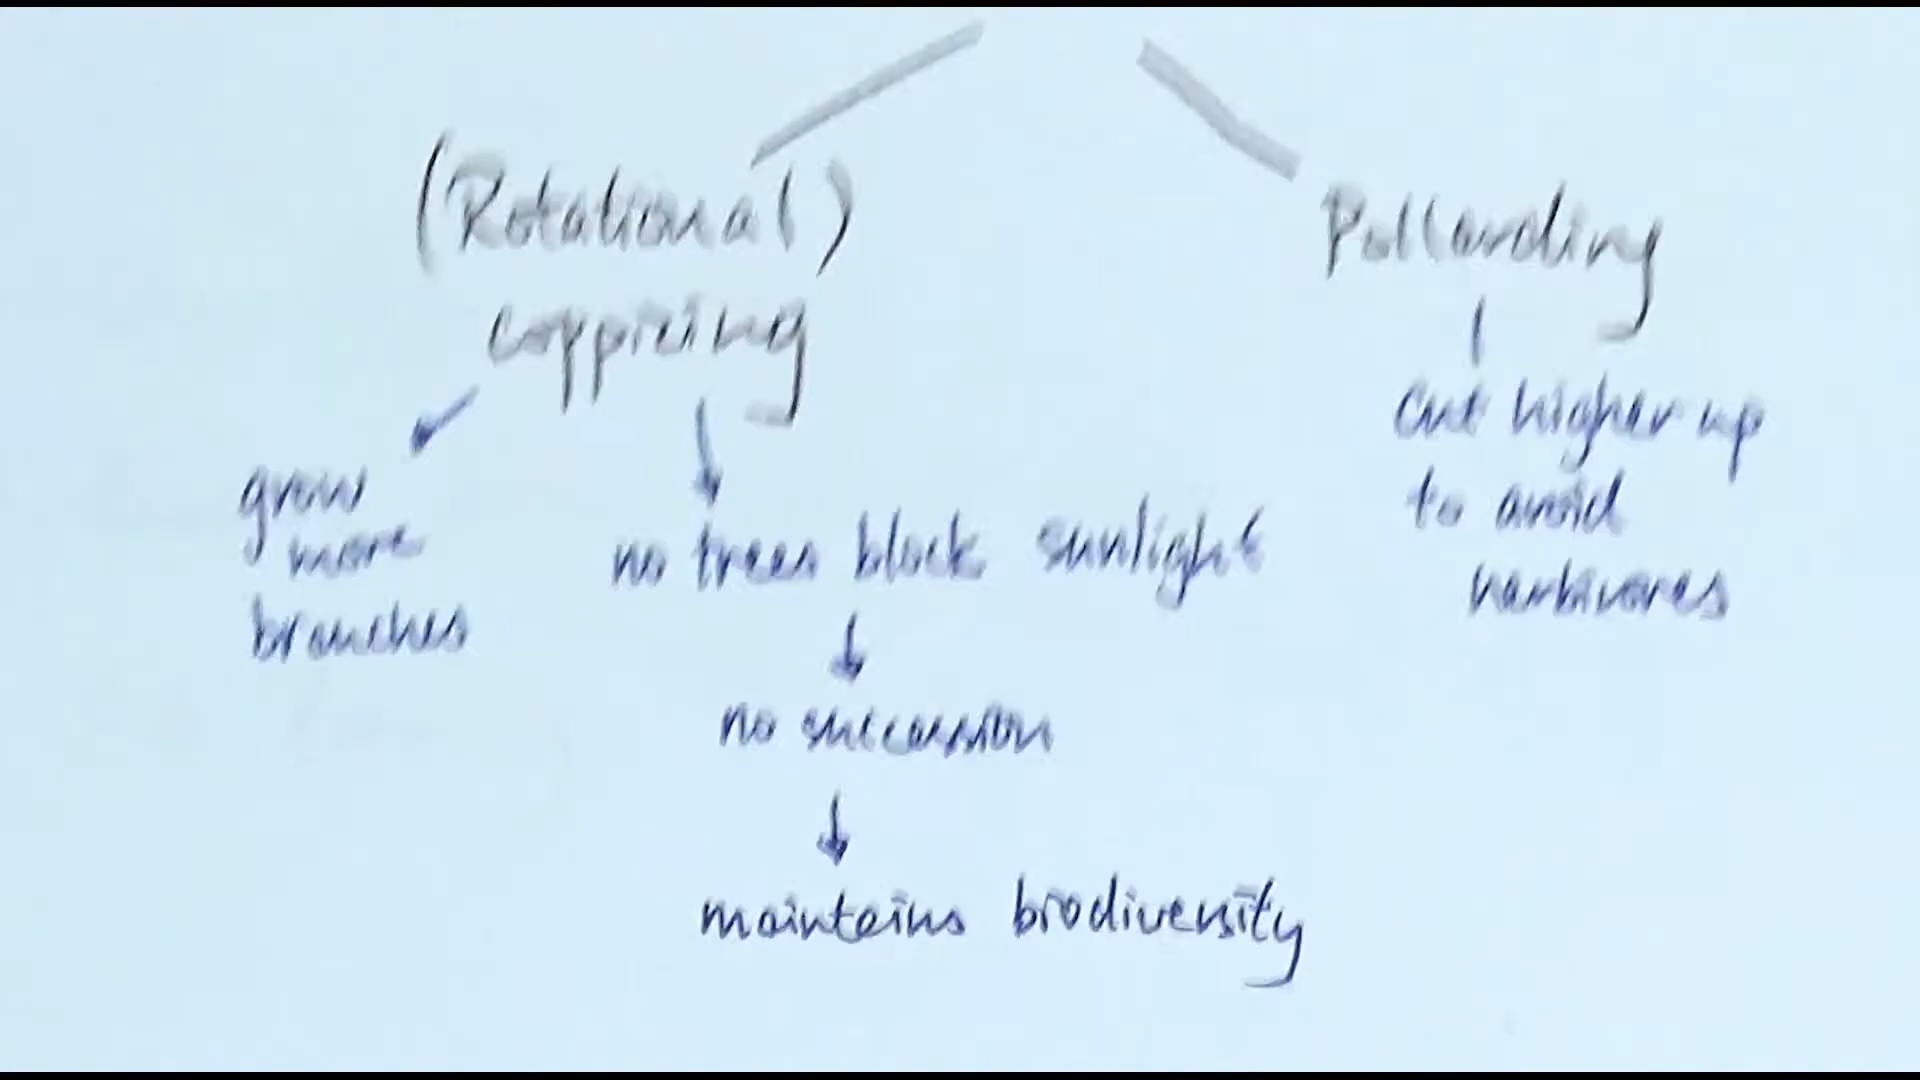 (Rotational)
coppicing
grow
more
branches
no trees block sunlight
no succession
maintains biodiversity
Pollarding
cut higher up
to avoid
herbivores